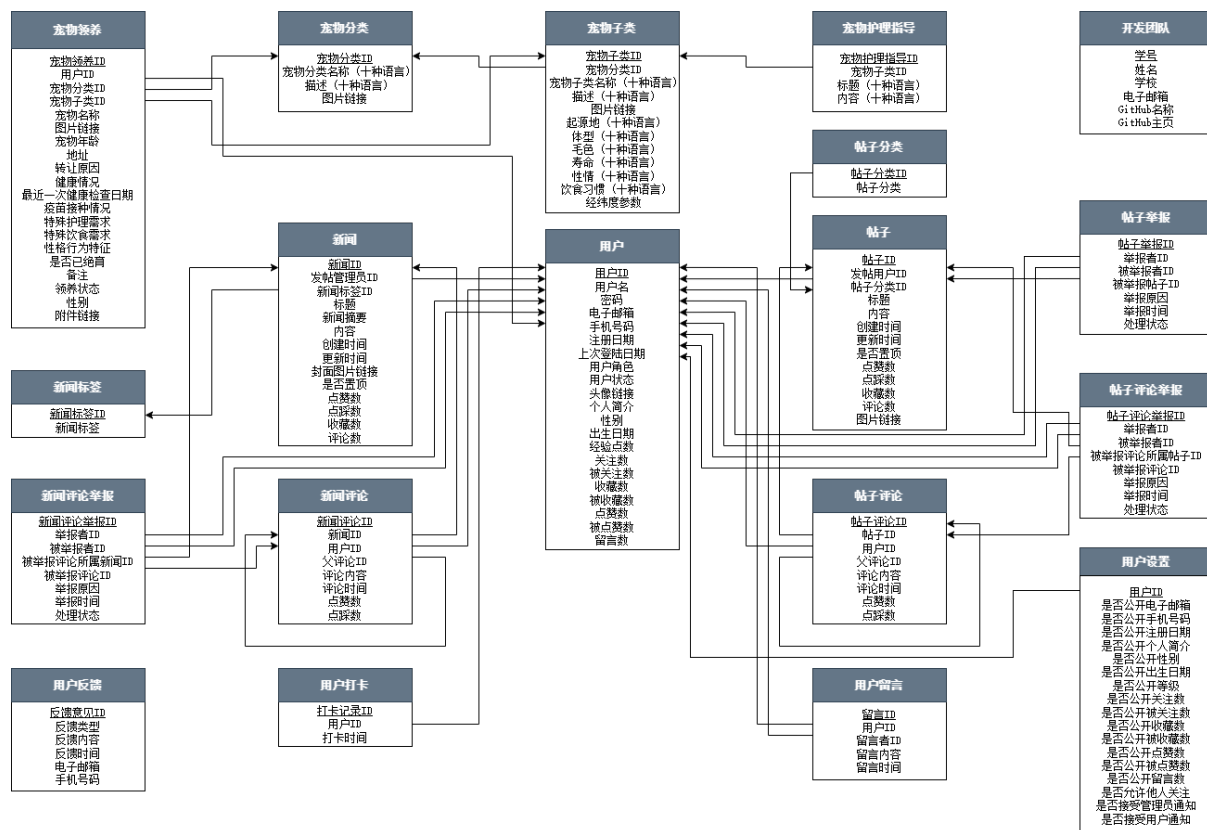 宠物领养
宠物领养ID
用户ID
宠物分类ID
宠物子类ID
宠物名称
图片链接
宠物年龄
地址
转让原因
健康情况
最近一次健康检查日期
疫苗接种情况
特殊护理需求
特殊饮食需求
性格行为特征
是否已绝育
备注
领养状态
性别
附件链接
宠物分类
宠物分类ID
宠物分类名称（十种语言）
描述（十种语言）
图片链接
宠物子类
宠物子类ID
宠物分类ID
宠物子类名称（十种语言）
描述（十种语言）
图片链接
起源地（十种语言）
体型（十种语言）
毛色（十种语言）
寿命（十种语言）
性情（十种语言）
饮食习惯（十种语言）
经纬度参数
宠物护理指导
宠物护理指导ID
宠物子类ID
标题（十种语言）
内容（十种语言）
开发团队
学号
姓名
学校
电子邮箱
GitHub名称
GitHub主页
帖子分类
帖子分类ID
帖子分类
新闻
新闻ID
发帖管理员ID
新闻标签ID
标题
新闻摘要
内容
创建时间
更新时间
封面图片链接
是否置顶
点赞数
点踩数
收藏数
评论数
用户
用户ID
用户名
密码
电子邮箱
手机号码
注册日期
上次登陆日期
用户角色
用户状态
头像链接
个人简介
性别
出生日期
经验点数
关注数
被关注数
收藏数
被收藏数
点赞数
被点赞数
留言数
帖子
帖子ID
发帖用户ID
帖子分类ID
标题
内容
创建时间
更新时间
是否置顶
点赞数
点踩数
收藏数
评论数
图片链接
帖子举报
帖子举报ID
举报者ID
被举报者ID
被举报帖子ID
举报原因
举报时间
处理状态
新闻标签
新闻标签ID
新闻标签
帖子评论举报
帖子评论举报ID
举报者ID
被举报者ID
被举报评论所属帖子ID
被举报评论ID
举报原因
举报时间
处理状态
新闻评论举报
新闻评论举报ID
举报者ID
被举报者ID
被举报评论所属新闻ID
被举报评论ID
举报原因
举报时间
处理状态
新闻评论
新闻评论ID
新闻ID
用户ID
父评论ID
评论内容
评论时间
点赞数
点踩数
帖子评论
帖子评论ID
帖子ID
用户ID
父评论ID
评论内容
评论时间
点赞数
点踩数
用户设置
用户ID
是否公开电子邮箱
是否公开手机号码
是否公开注册日期
是否公开个人简介
是否公开性别
是否公开出生日期
是否公开等级
是否公开关注数
是否公开被关注数
是否公开收藏数
是否公开被收藏数
是否公开点赞数
是否公开被点赞数
是否公开留言数
是否允许他人关注
是否接受管理员通知
是否接受用户通知
用户反馈
反馈意见ID
反馈类型
反馈内容
反馈时间
电子邮箱
手机号码
用户打卡
打卡记录ID
用户ID
打卡时间
用户留言
留言ID
用户ID
留言者ID
留言内容
留言时间